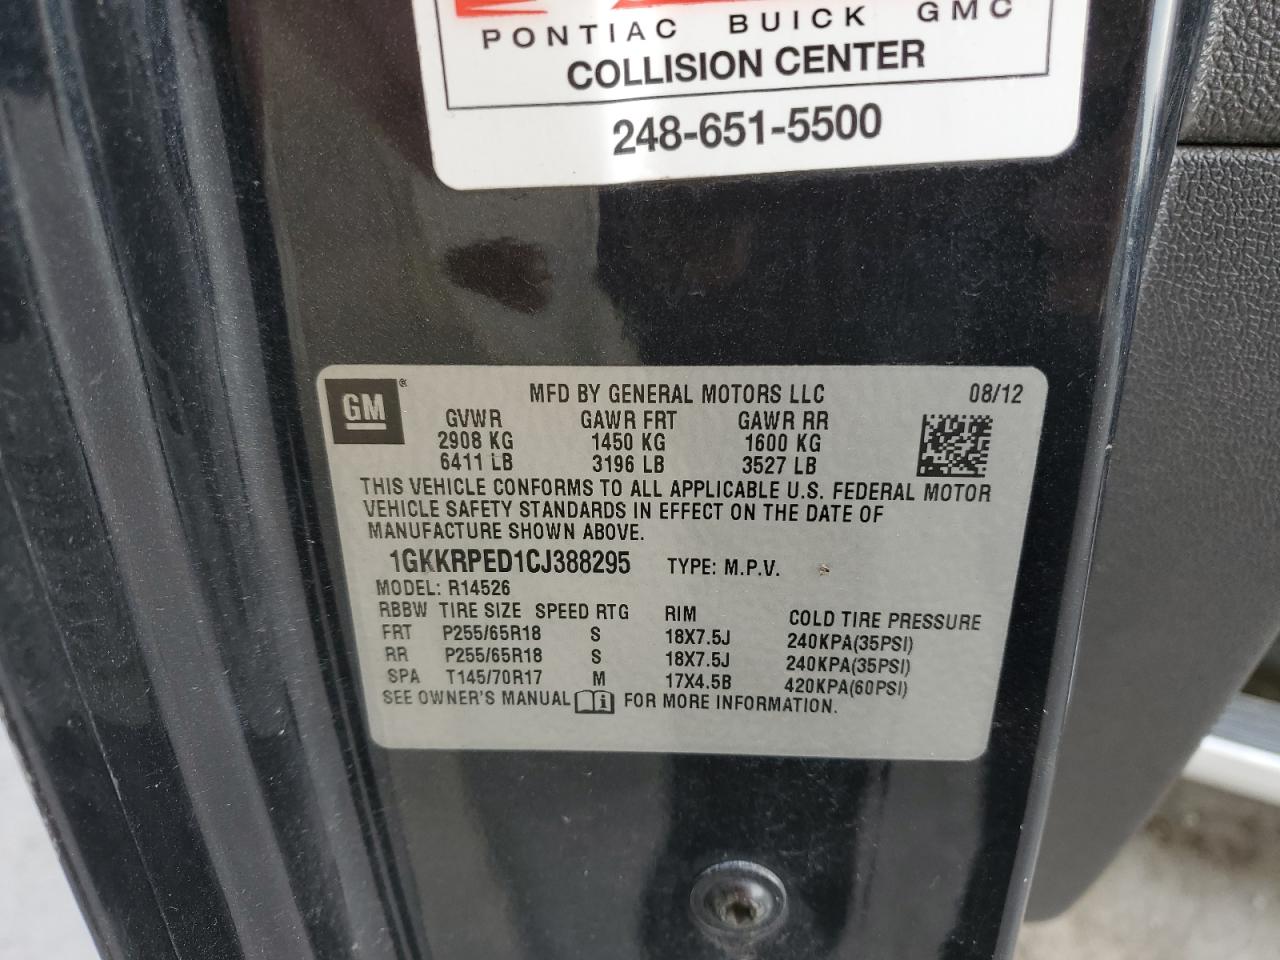 PONTIAC BUICK GMC
COLLISION CENTER
248-651-5500
GM ® MFD BY GENERAL MOTORS LLC 08/12
GVWR GAWR FRT GAWR RR
2908 KG 1450 KG 1600 KG
6411 LB 3196 LB 3527 LB
THIS VEHICLE CONFORMS TO ALL APPLICABLE U.S. FEDERAL MOTOR
VEHICLE SAFETY STANDARDS IN EFFECT ON THE DATE OF
MANUFACTURE SHOWN ABOVE.
1GKKRPED1CJ388295 TYPE: M.P.V.
MODEL: R14526
RBBW TIRE SIZE SPEED RTG RIM COLD TIRE PRESSURE
FRT P255/65R18 S 18X7.5J 240KPA(35PSI)
RR P255/65R18 S 18X7.5J 240KPA(35PSI)
SPA T145/70R17 M 17X4.5B 420KPA(60PSI)
SEE OWNER'S MANUAL i FOR MORE INFORMATION.